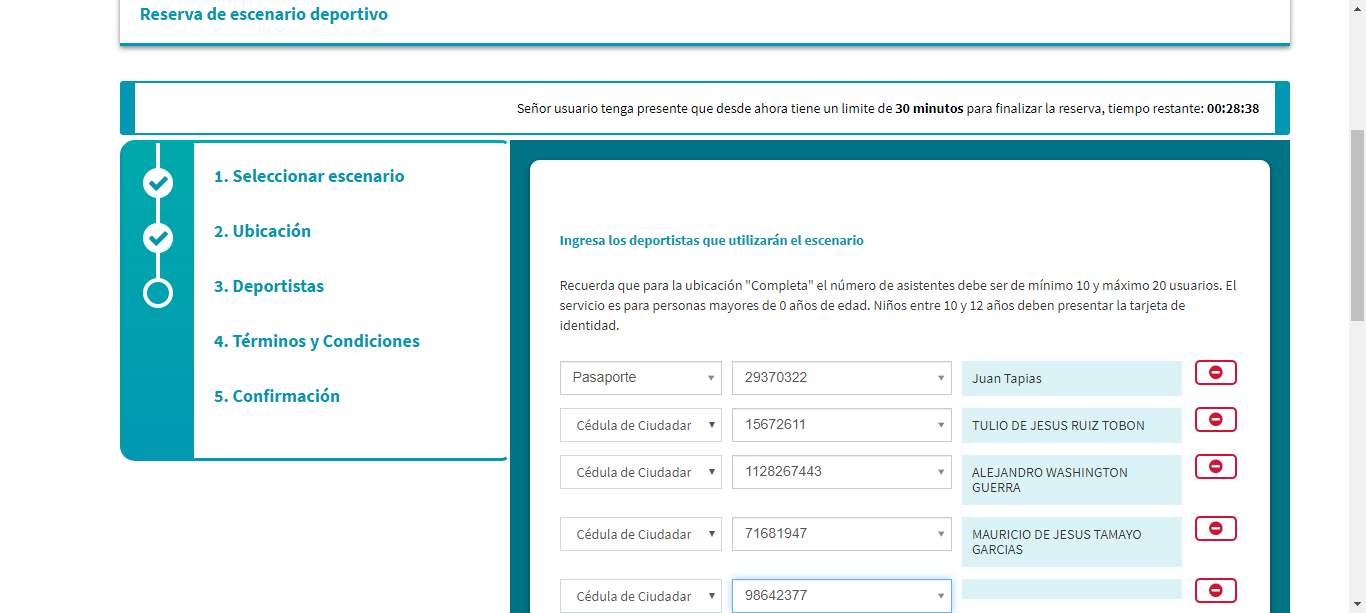 Reserva de escenario deportivo
Señor usuario tenga presente que desde ahora tiene un limite de 30 minutos para finalizar la reserva, tiempo restante: 00:28:38
1. Seleccionar escenario
2. Ubicación
3. Deportistas
4. Términos y Condiciones
5. Confirmación
Ingresa los deportistas que utilizarán el escenario
Recuerda que para la ubicación "Completa" el número de asistentes debe ser de mínimo 10 y máximo 20 usuarios. El
servicio es para personas mayores de 0 años de edad. Niños entre 10 y 12 años deben presentar la tarjeta de
identidad.
Pasaporte 29370322 Juan Tapias
Cédula de Ciudadar 15672611 TULIO DE JESUS RUIZ TOBON
Cédula de Ciudadar 1128267443 ALEJANDRO WASHINGTON
GUERRA
Cédula de Ciudadar 71681947 MAURICIO DE JESUS TAMAYO
GARCIAS
Cédula de Ciudadar 98642377